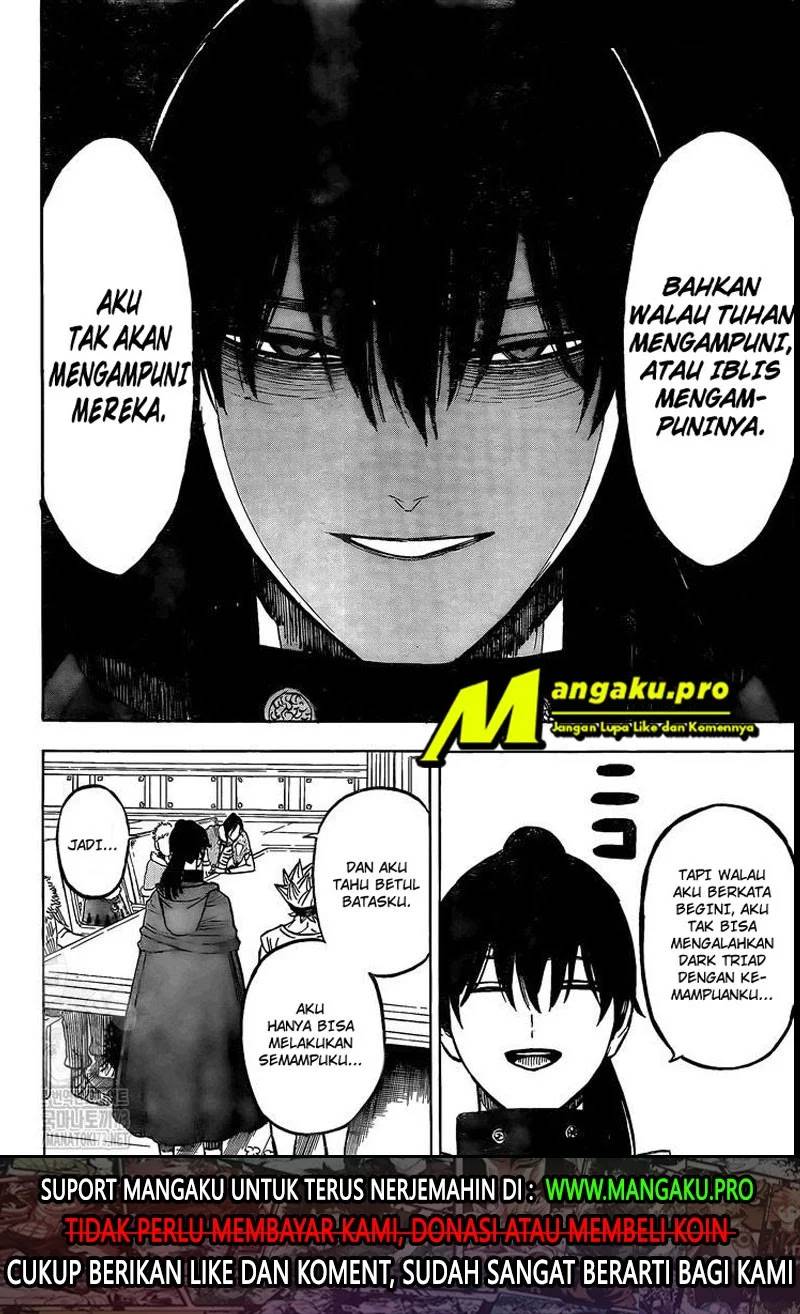 BAHKAN
WALAU TUHAN
MENGAMPUNI,
ATAU IBLIS
MENGAM-
PUNINYA.
AKU
TAK AKAN
MENGAMPUNI
MEREKA.
Mangaku.pro
Jangan Lupa Like dan Komennya
ニコ
TAPI WALAU
AKU BERKATA
BEGINI, AKU
TAK BISA
MENGALAHKAN
DARK TRIAD
DENGAN KE-
MAMPUANKU...
DAN AKU
TAHU BETUL
BATASKU.
AKU
HANYA BISA
MELAKUKAN
SEMAMPUKU...
JADI...
SUPORT MANGAKU UNTUK TERUS NERJEMAHIN DI : WWW.MANGAKU.PRO
TIDAK PERLU MEMBAYAR KAMI, DONASI ATAU MEMBELI KOIN
CUKUP BERIKAN LIKE DAN KOMENT, SUDAH SANGAT BERARTI BAGI KAMI